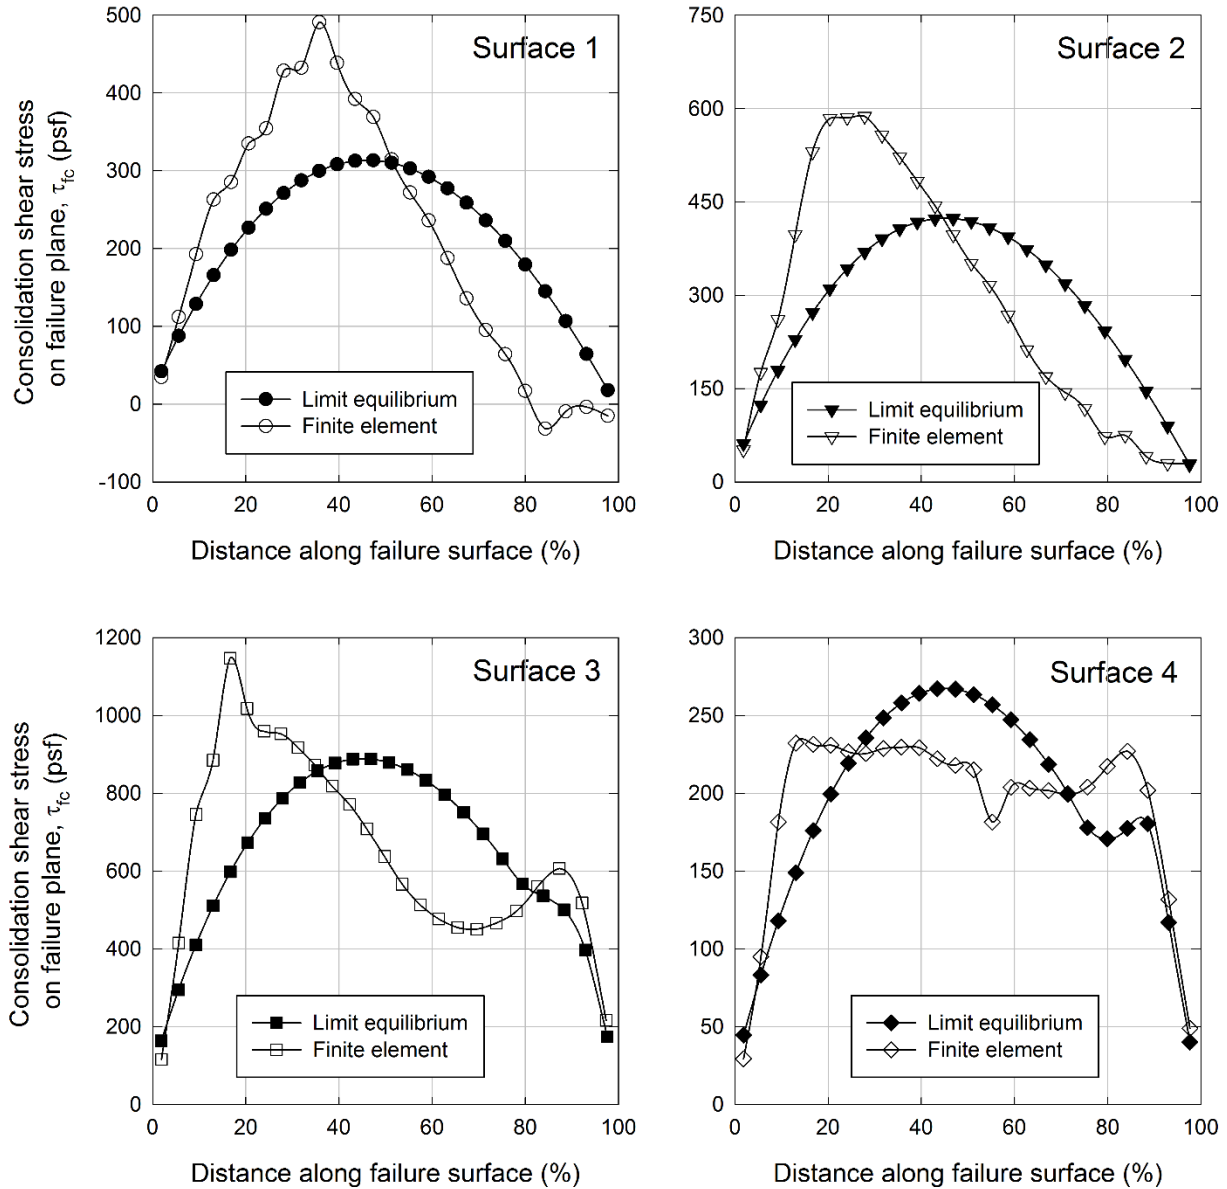 Surface 1
500
400
300
200
100
0
-100
0
20
40
60
80
100
Limit equilibrium
Finite element
Consolidation shear stress
on failure plane, τfc (psf)
Distance along failure surface (%)
Surface 2
750
600
450
300
150
0
0
20
40
60
80
100
Limit equilibrium
Finite element
Distance along failure surface (%)
Surface 3
1200
1000
800
600
400
200
0
0
20
40
60
80
100
Limit equilibrium
Finite element
Consolidation shear stress
on failure plane, τfc (psf)
Distance along failure surface (%)
Surface 4
300
250
200
150
100
50
0
0
20
40
60
80
100
Limit equilibrium
Finite element
Distance along failure surface (%)